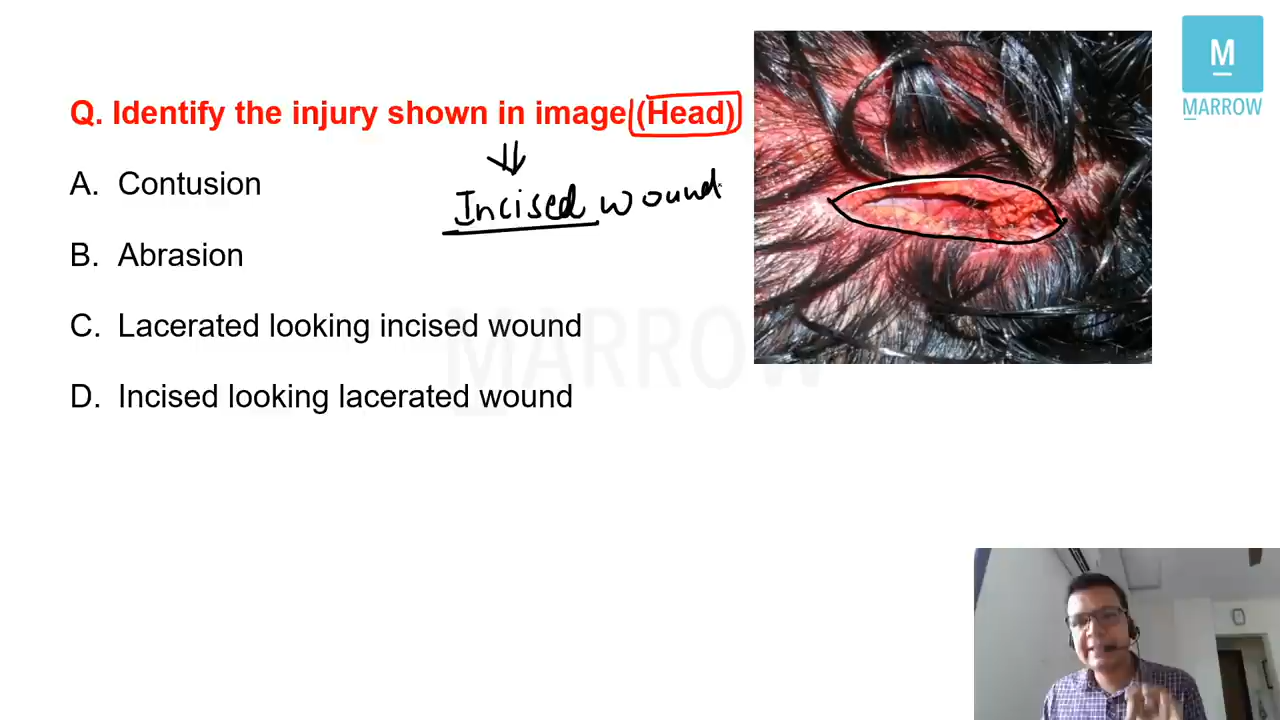 Q. Identify the injury shown in image (Head)
Incised wound
A. Contusion
B. Abrasion
C. Lacerated looking incised wound
D. Incised looking lacerated wound
M
MARROW
MARROW